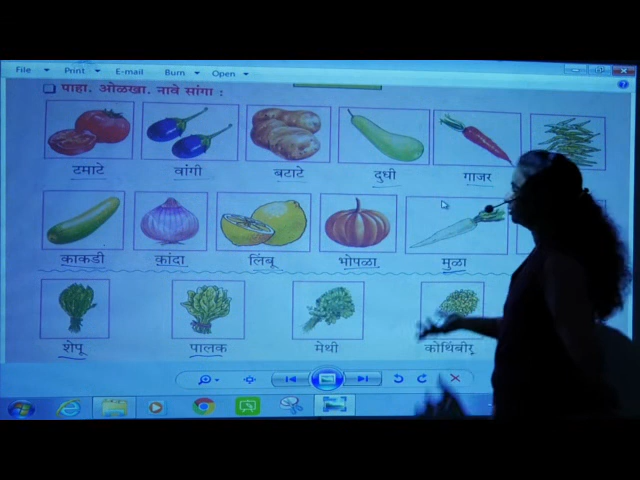 File Print E-mail Burn Open
पाहा. ओळखा. नावे सांगा :
टमाटे वांगी बटाटे दुधी गाजर
काकडी कांदा लिंबू भोपळा मुळा
शेपू पालक मेथी कोथिंबीर